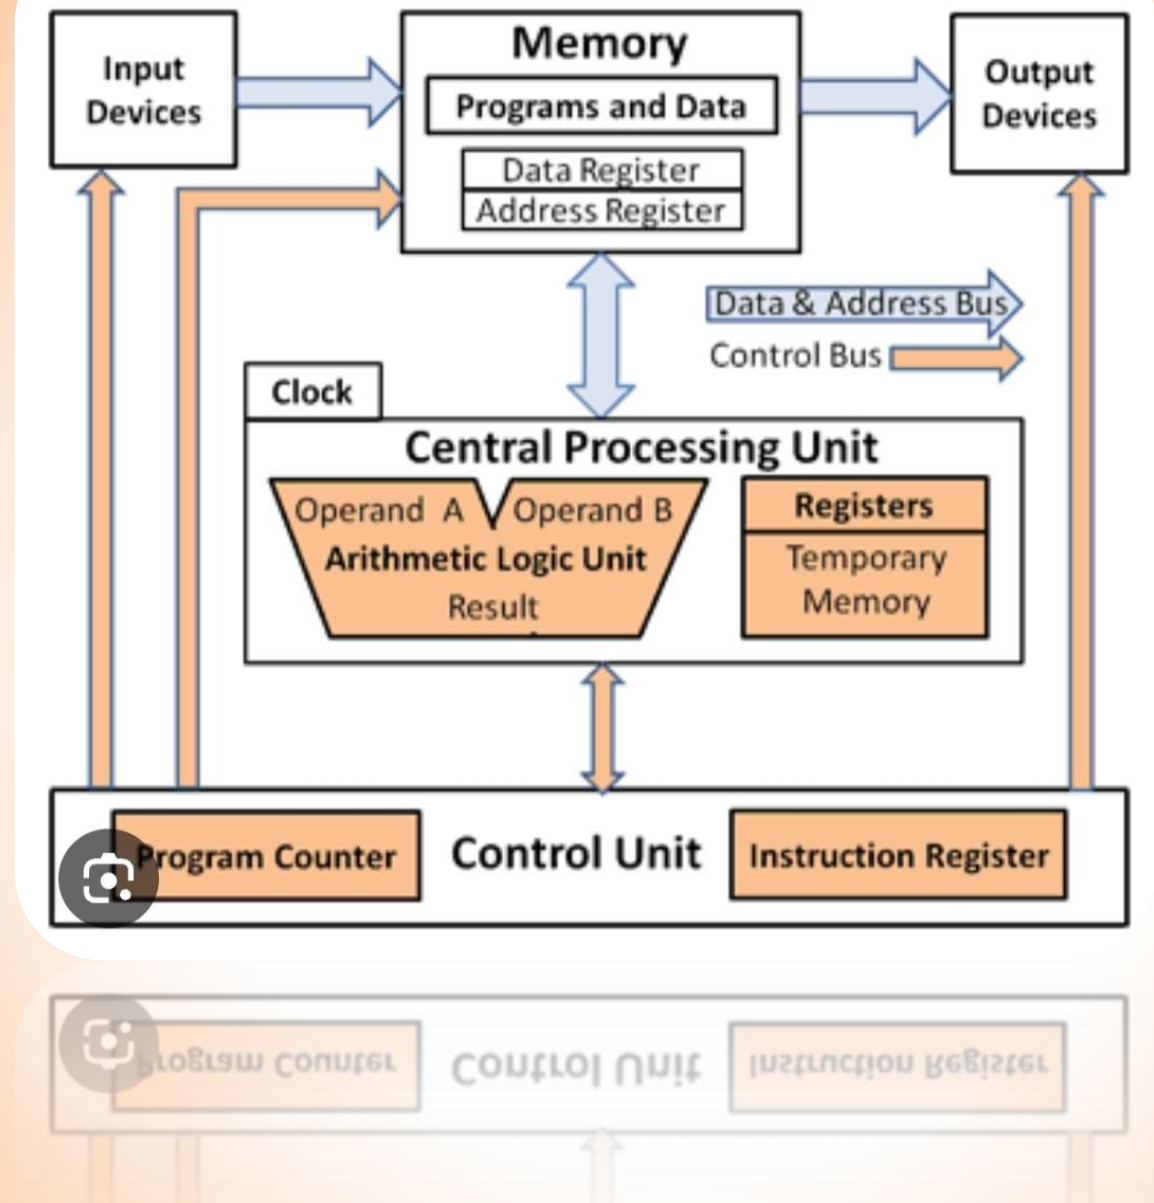 Input
Devices
Memory
Programs and Data
Data Register
Address Register
Output
Devices
Data & Address Bus
Control Bus
Clock
Central Processing Unit
Operand A
Operand B
Arithmetic Logic Unit
Result
Registers
Temporary
Memory
Program Counter
Control Unit
Instruction Register